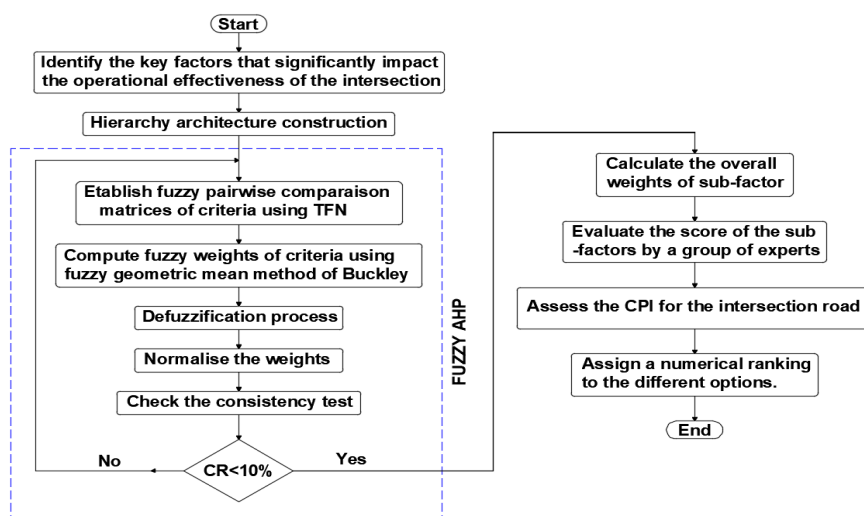 Start
Identify the key factors that significantly impact
the operational effectiveness of the intersection
Hierarchy architecture construction
Etablish fuzzy pairwise comparaison
matrices of criteria using TFN
Compute fuzzy weights of criteria using
fuzzy geometric mean method of Buckley
Defuzzification process
Normalise the weights
Check the consistency test
CR<10%
No
Yes
FUZZY AHP
Calculate the overall
weights of sub-factor
Evaluate the score of the sub
-factors by a group of experts
Assess the CPI for the intersection road
Assign a numerical ranking
to the different options.
End